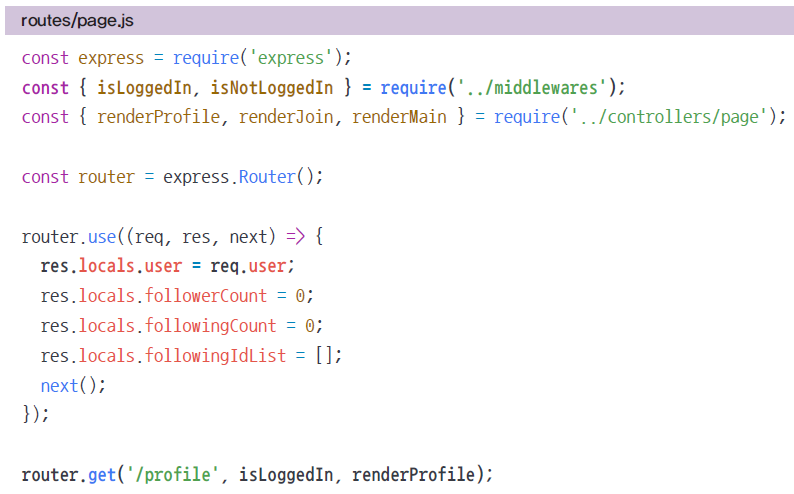 routes/page.js
const express = require('express');
const { isLoggedIn, isNotLoggedIn } = require('../middlewares');
const { renderProfile, renderJoin, renderMain } = require('../controllers/page');
const router = express.Router();
router.use((req, res, next) => {
res.locals.user = req.user;
res.locals.followerCount = 0;
res.locals.followingCount = 0;
res.locals.followingIdList = [];
next();
});
router.get('/profile', isLoggedIn, renderProfile);